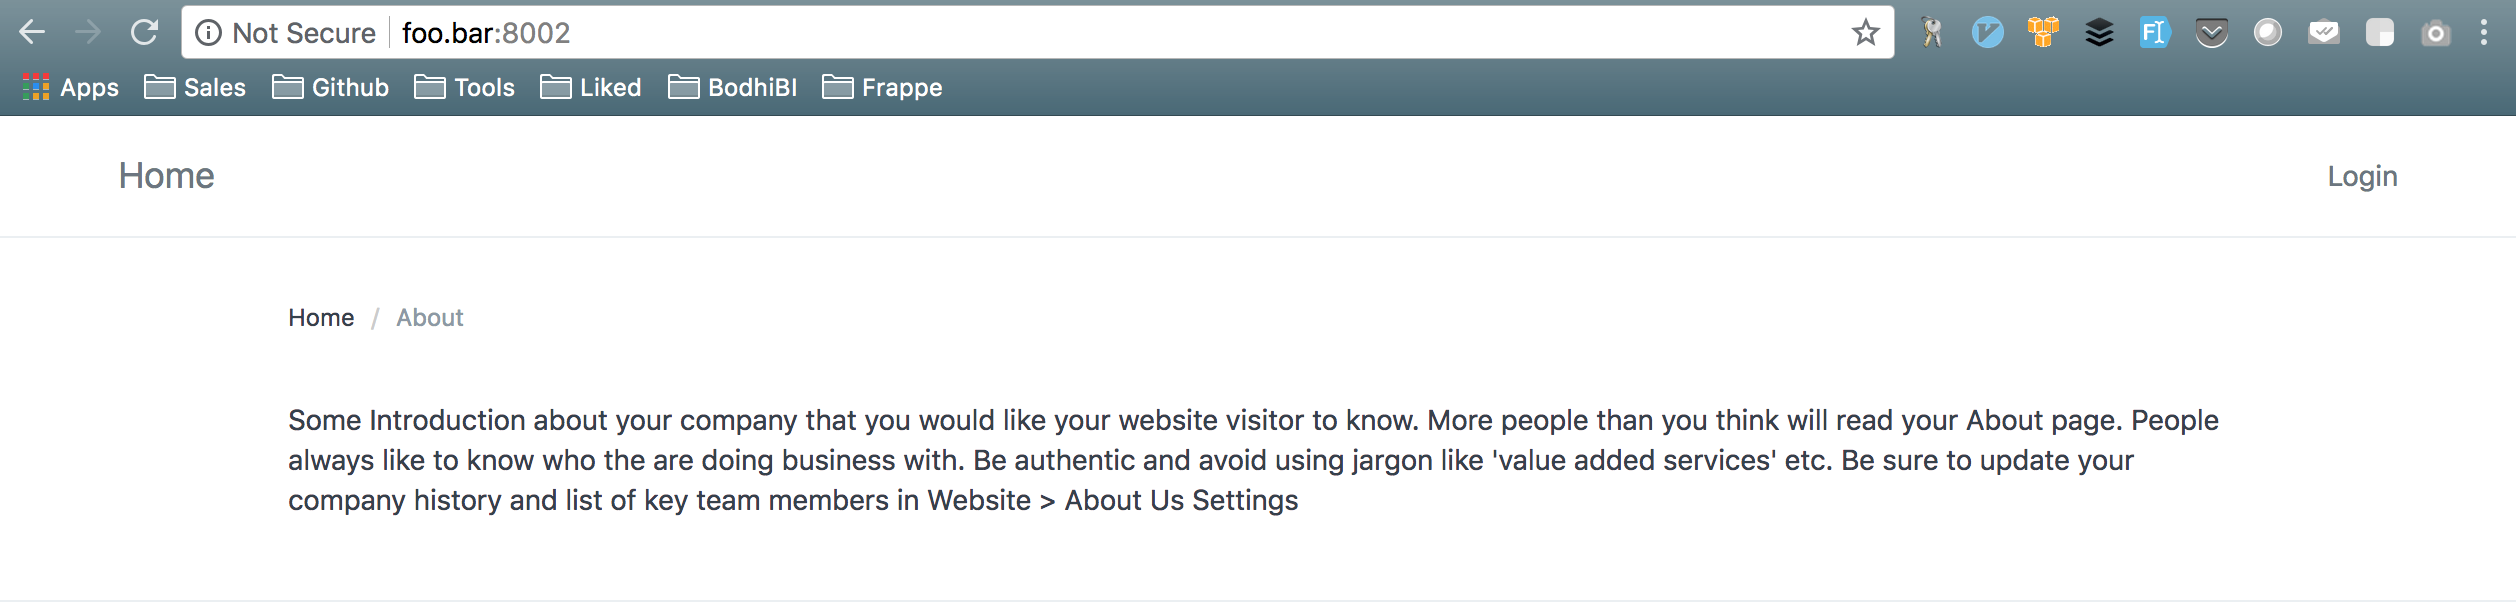 Not Secure foo.bar:8002
Apps Sales Github Tools Liked BodhiBI Frappe
Home Login
Home / About
Some Introduction about your company that you would like your website visitor to know. More people than you think will read your About page. People
always like to know who the are doing business with. Be authentic and avoid using jargon like 'value added services' etc. Be sure to update your
company history and list of key team members in Website > About Us Settings